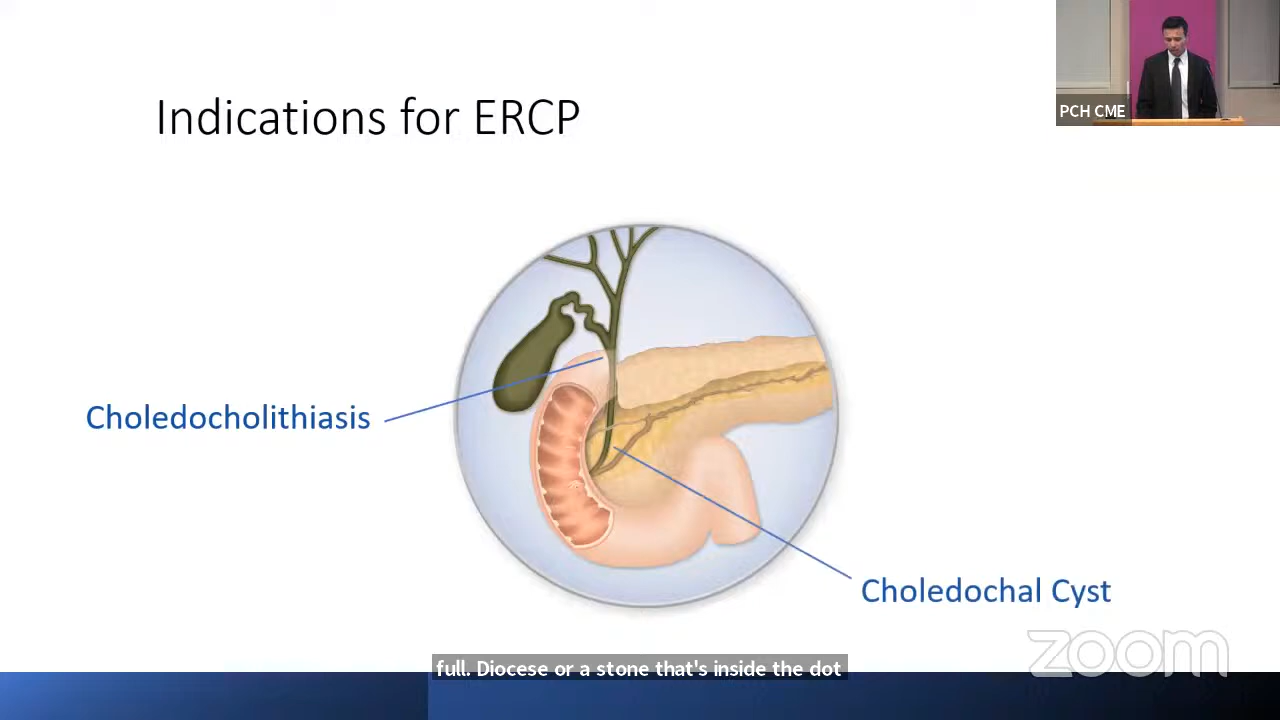 PCH CME
Indications for ERCP
Choledocholithiasis
Choledochal Cyst
zoom
full. Diocese or a stone that's inside the dot